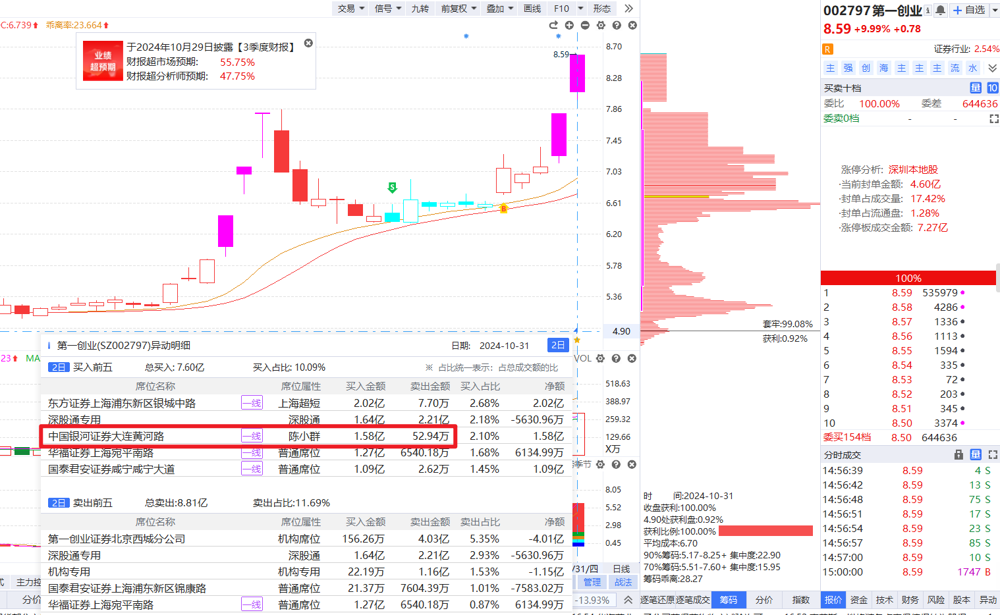 交易 信号 九转 前复权 叠加 画线 F10 形态
C:6.739 乖离率:23.664
业绩超预期
于2024年10月29日披露【3季度财报】
财报超市场预期: 55.75%
财报超分析师预期: 47.75%
8.59
S
B
8.70
8.28
7.86
7.45
7.03
6.61
6.20
5.78
5.36
4.90
第一创业(SZ002797)异动明细 日期: 2024-10-31 2日
23 MA
2日 买入前五 总买入: 7.60亿 买入占比: 10.09% ※ 占比统一表示: 占总成交额的比
席位名称 席位属性 买入金额 卖出金额 买入占比 净额
东方证券上海浦东新区银城中路 一线 上海超短 2.02亿 7.70万 2.68% 2.02亿
深股通专用 深股通 1.64亿 2.21亿 2.18% -5630.96万
中国银河证券大连黄河路 一线 陈小群 1.58亿 52.94万 2.10% 1.58亿
华福证券上海宛平南路 一线 普通席位 1.27亿 6540.18万 1.68% 6134.99万
国泰君安证券咸宁咸宁大道 一线 普通席位 1.09亿 2.62万 1.45% 1.09亿
2日 卖出前五 总卖出:8.81亿 卖出占比:11.69%
席位名称 席位属性 买入金额 卖出金额 卖出占比 净额
第一创业证券北京西城分公司 机构席位 156.26万 4.03亿 5.35% -4.01亿
深股通专用 深股通 1.64亿 2.21亿 2.93% -5630.96万
机构专用 机构专用 22.19万 1.16亿 1.53% -1.15亿
国泰君安证券上海浦东新区锦康路 普通席位 21.37万 7604.39万 1.01% -7583.02万
华福证券上海宛平南路 一线 普通席位 1.27亿 6540.18万 0.87% 6134.99万
VOL
518.63
388.97
259.32
129.66
X万
季节
8.05
5.52
2.98
0.45
/31/四 日线
式 主力控 管理 战法
分价 -13.93%
套牢:99.08%
获利:0.92%
时 间:2024-10-31
收盘获利:100.00%
4.90处获利盘:0.92%
获利比例:100.00%
平均成本:6.70
90%筹码:5.17-8.25+ 集中度:22.90
70%筹码:5.51-7.60+ 集中度:15.95
筹码乖离:28.27
逐笔还原 逐笔成交 筹码 分价 指数
002797 第一创业 自选
8.59 +9.99% +0.78
R 证券行业: 2.54%
主 强 创 海 主 主 主 流 水
买卖十档 量 10
委比 100.00% 委差 644636
委卖0档 - -
涨停分析: 深圳本地股
·当前封单金额: 4.60亿
·封单占成交量: 17.42%
·封单占流通盘: 1.28%
·涨停板成交金额: 7.27亿
100%
1 8.59 535979
2 8.58 4286
3 8.57 1336
4 8.56 1113
5 8.55 1594
6 8.54 335
7 8.53 72
8 8.52 203
9 8.51 345
10 8.50 3374
委买154档 8.50 644636
分时成交 量
14:56:39 8.59 4 S
14:56:42 8.59 13 S
14:56:48 8.59 75 S
14:56:51 8.59 17 S
14:56:54 8.59 23 S
14:56:57 8.59 85 S
14:57:00 8.59 10 S
15:00:00 8.59 1747 B
报价 资金 技术 财务 风险 股本 异动